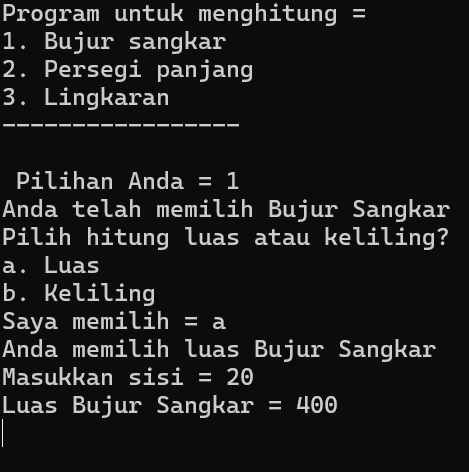 Program untuk menghitung =
1. Bujur sangkar
2. Persegi panjang
3. Lingkaran
-----------------
Pilihan Anda = 1
Anda telah memilih Bujur Sangkar
Pilih hitung luas atau keliling?
a. Luas
b. Keliling
Saya memilih = a
Anda memilih luas Bujur Sangkar
Masukkan sisi = 20
Luas Bujur Sangkar = 400